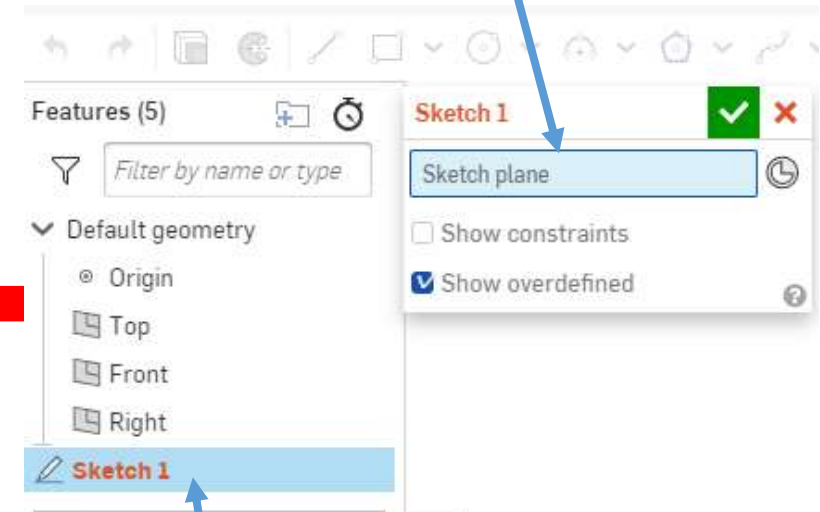 Features (5)
Filter by name or type
Default geometry
Origin
Top
Front
Right
Sketch 1
Sketch 1
Sketch plane
Show constraints
Show overdefined